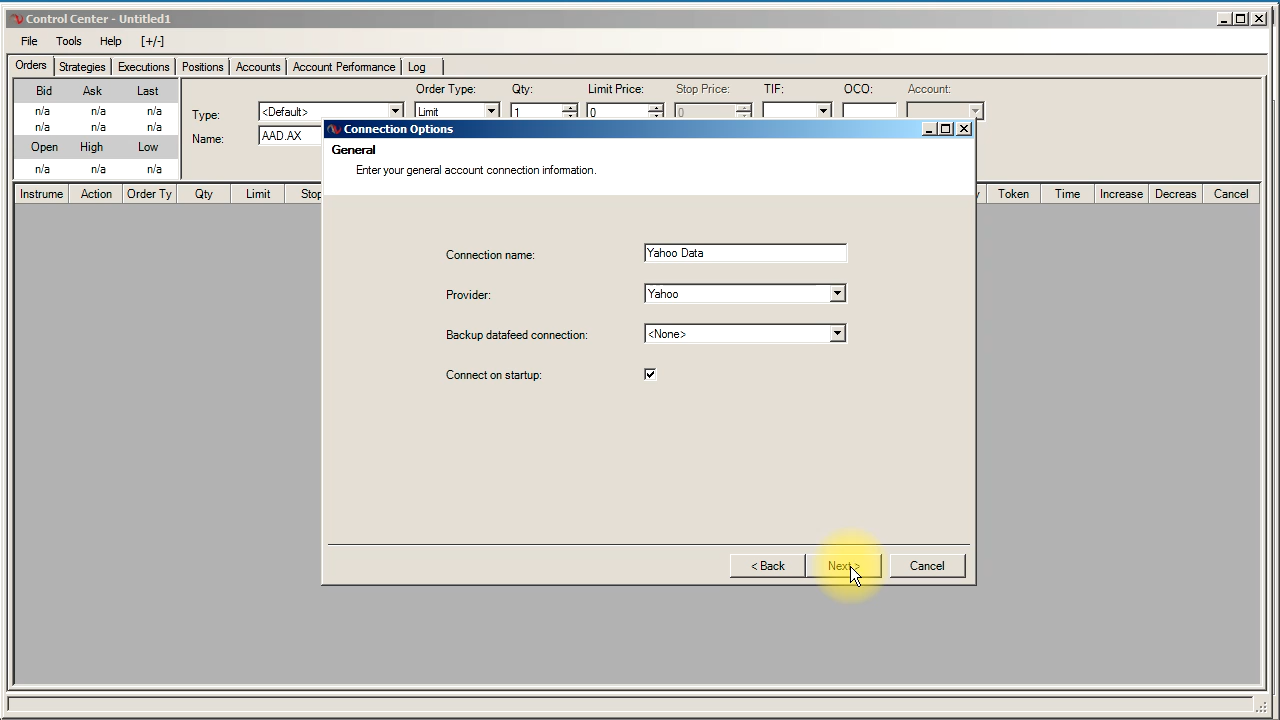 Control Center - Untitled1
File Tools Help [+/-]
Orders Strategies Executions Positions Accounts Account Performance Log
Bid Ask Last
n/a n/a n/a
n/a n/a n/a
Open High Low
n/a n/a n/a
Order Type: Qty: Limit Price: Stop Price: TIF: OCO: Account:
Type: <Default> Limit 1 0 0
Name: AAD.AX
Instrume Action Order Ty Qty Limit Stop Token Time Increase Decreas Cancel
Connection Options
General
Enter your general account connection information.
Connection name: Yahoo Data
Provider: Yahoo
Backup datafeed connection: <None>
Connect on startup:
< Back Next > Cancel